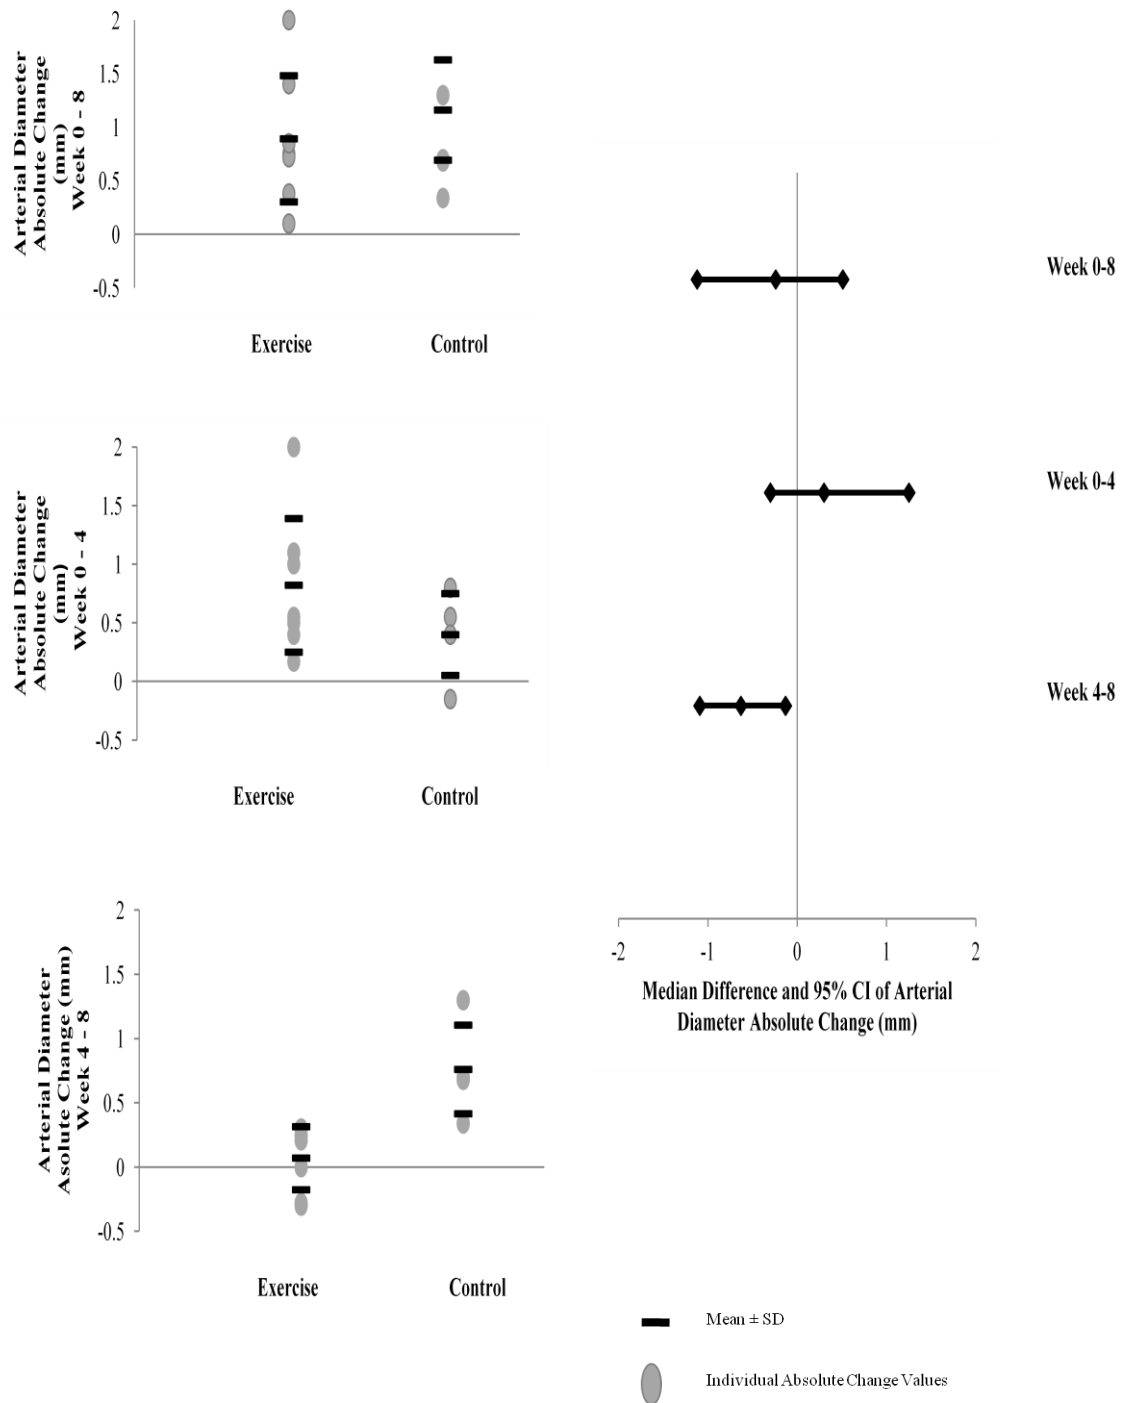 Arterial Diameter
Absolute Change
(mm)
Week 0 - 8
2
1.5
1
0.5
0
-0.5
Exercise
Control
Arterial Diameter
Absolute Change
(mm)
Week 0 - 4
2
1.5
1
0.5
0
-0.5
Exercise
Control
Arterial Diameter
Asolute Change (mm)
Week 4 - 8
2
1.5
1
0.5
0
-0.5
Exercise
Control
Week 0-8
Week 0-4
Week 4-8
-2
-1
0
1
2
Median Difference and 95% CI of Arterial
Diameter Absolute Change (mm)
Mean ± SD
Individual Absolute Change Values